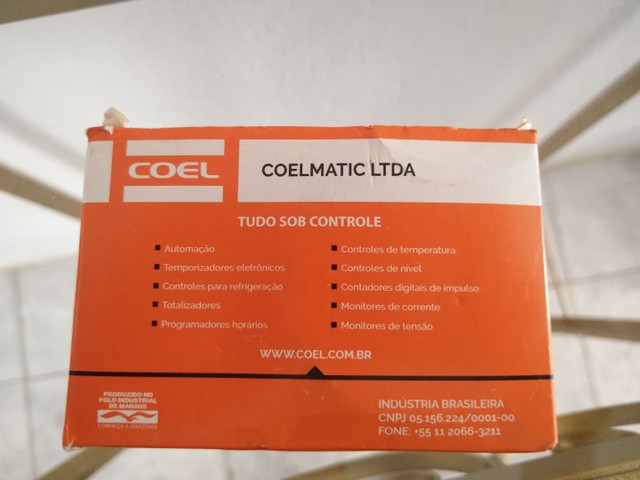 COEL
COELMATIC LTDA
TUDO SOB CONTROLE
Automação
Temporizadores eletrônicos
Controles para refrigeração
Totalizadores
Programadores horários
Controles de temperatura
Controles de nível
Contadores digitais de impulso
Monitores de corrente
Monitores de tensão
WWW.COEL.COM.BR
PRODUZIDO NO
POLO INDUSTRIAL
DE MANAUS
CONHEÇA A AMAZÔNIA
INDÚSTRIA BRASILEIRA
CNPJ 05.156.224/0001-00
FONE: +55 11 2066-3211